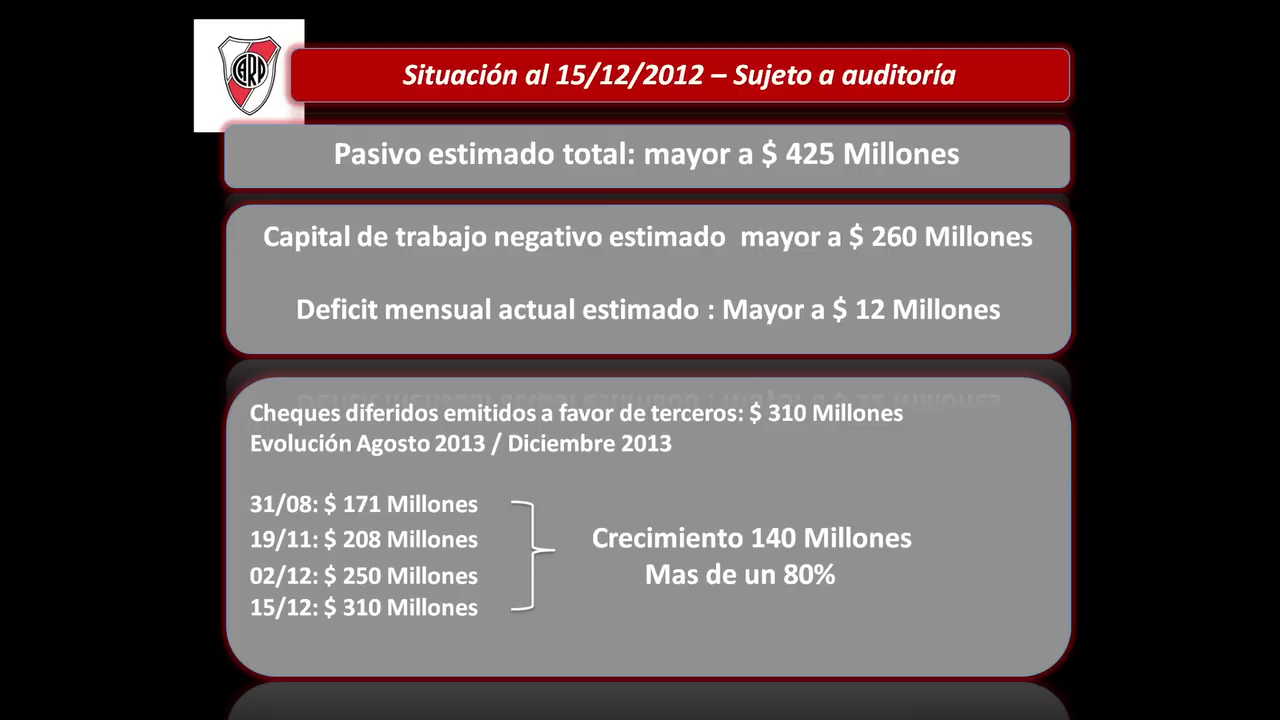 CARP
Situación al 15/12/2012 – Sujeto a auditoría
Pasivo estimado total: mayor a $ 425 Millones
Capital de trabajo negativo estimado mayor a $ 260 Millones
Deficit mensual actual estimado : Mayor a $ 12 Millones
Cheques diferidos emitidos a favor de terceros: $ 310 Millones
Evolución Agosto 2013 / Diciembre 2013
31/08: $ 171 Millones
19/11: $ 208 Millones
02/12: $ 250 Millones
15/12: $ 310 Millones
Crecimiento 140 Millones
Mas de un 80%